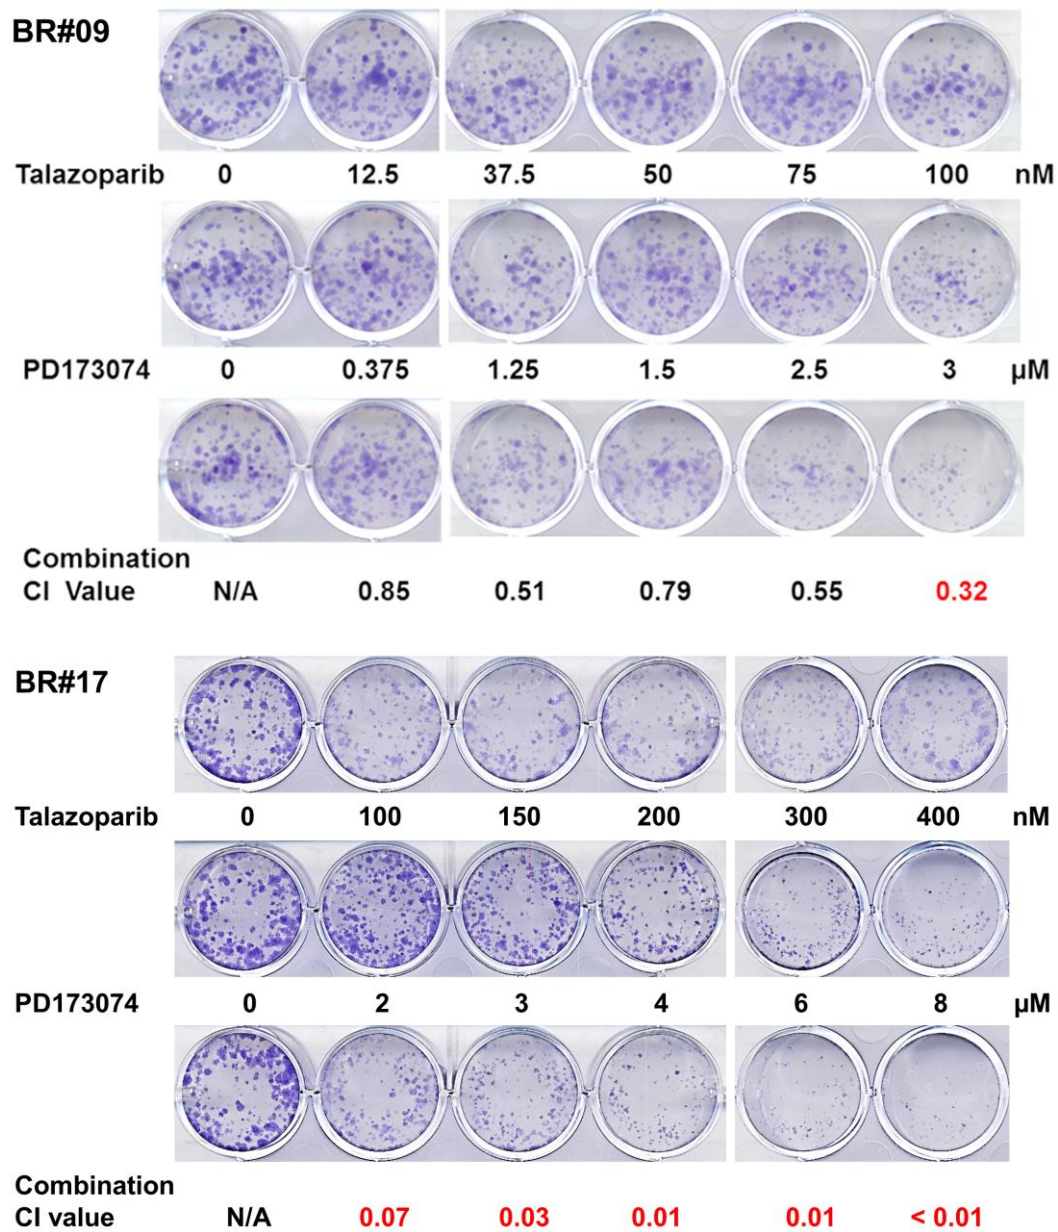 BR#09
Talazoparib 0 12.5 37.5 50 75 100 nM
PD173074 0 0.375 1.25 1.5 2.5 3 µM
Combination
CI Value N/A 0.85 0.51 0.79 0.55 0.32
BR#17
Talazoparib 0 100 150 200 300 400 nM
PD173074 0 2 3 4 6 8 µM
Combination
CI value N/A 0.07 0.03 0.01 0.01 < 0.01